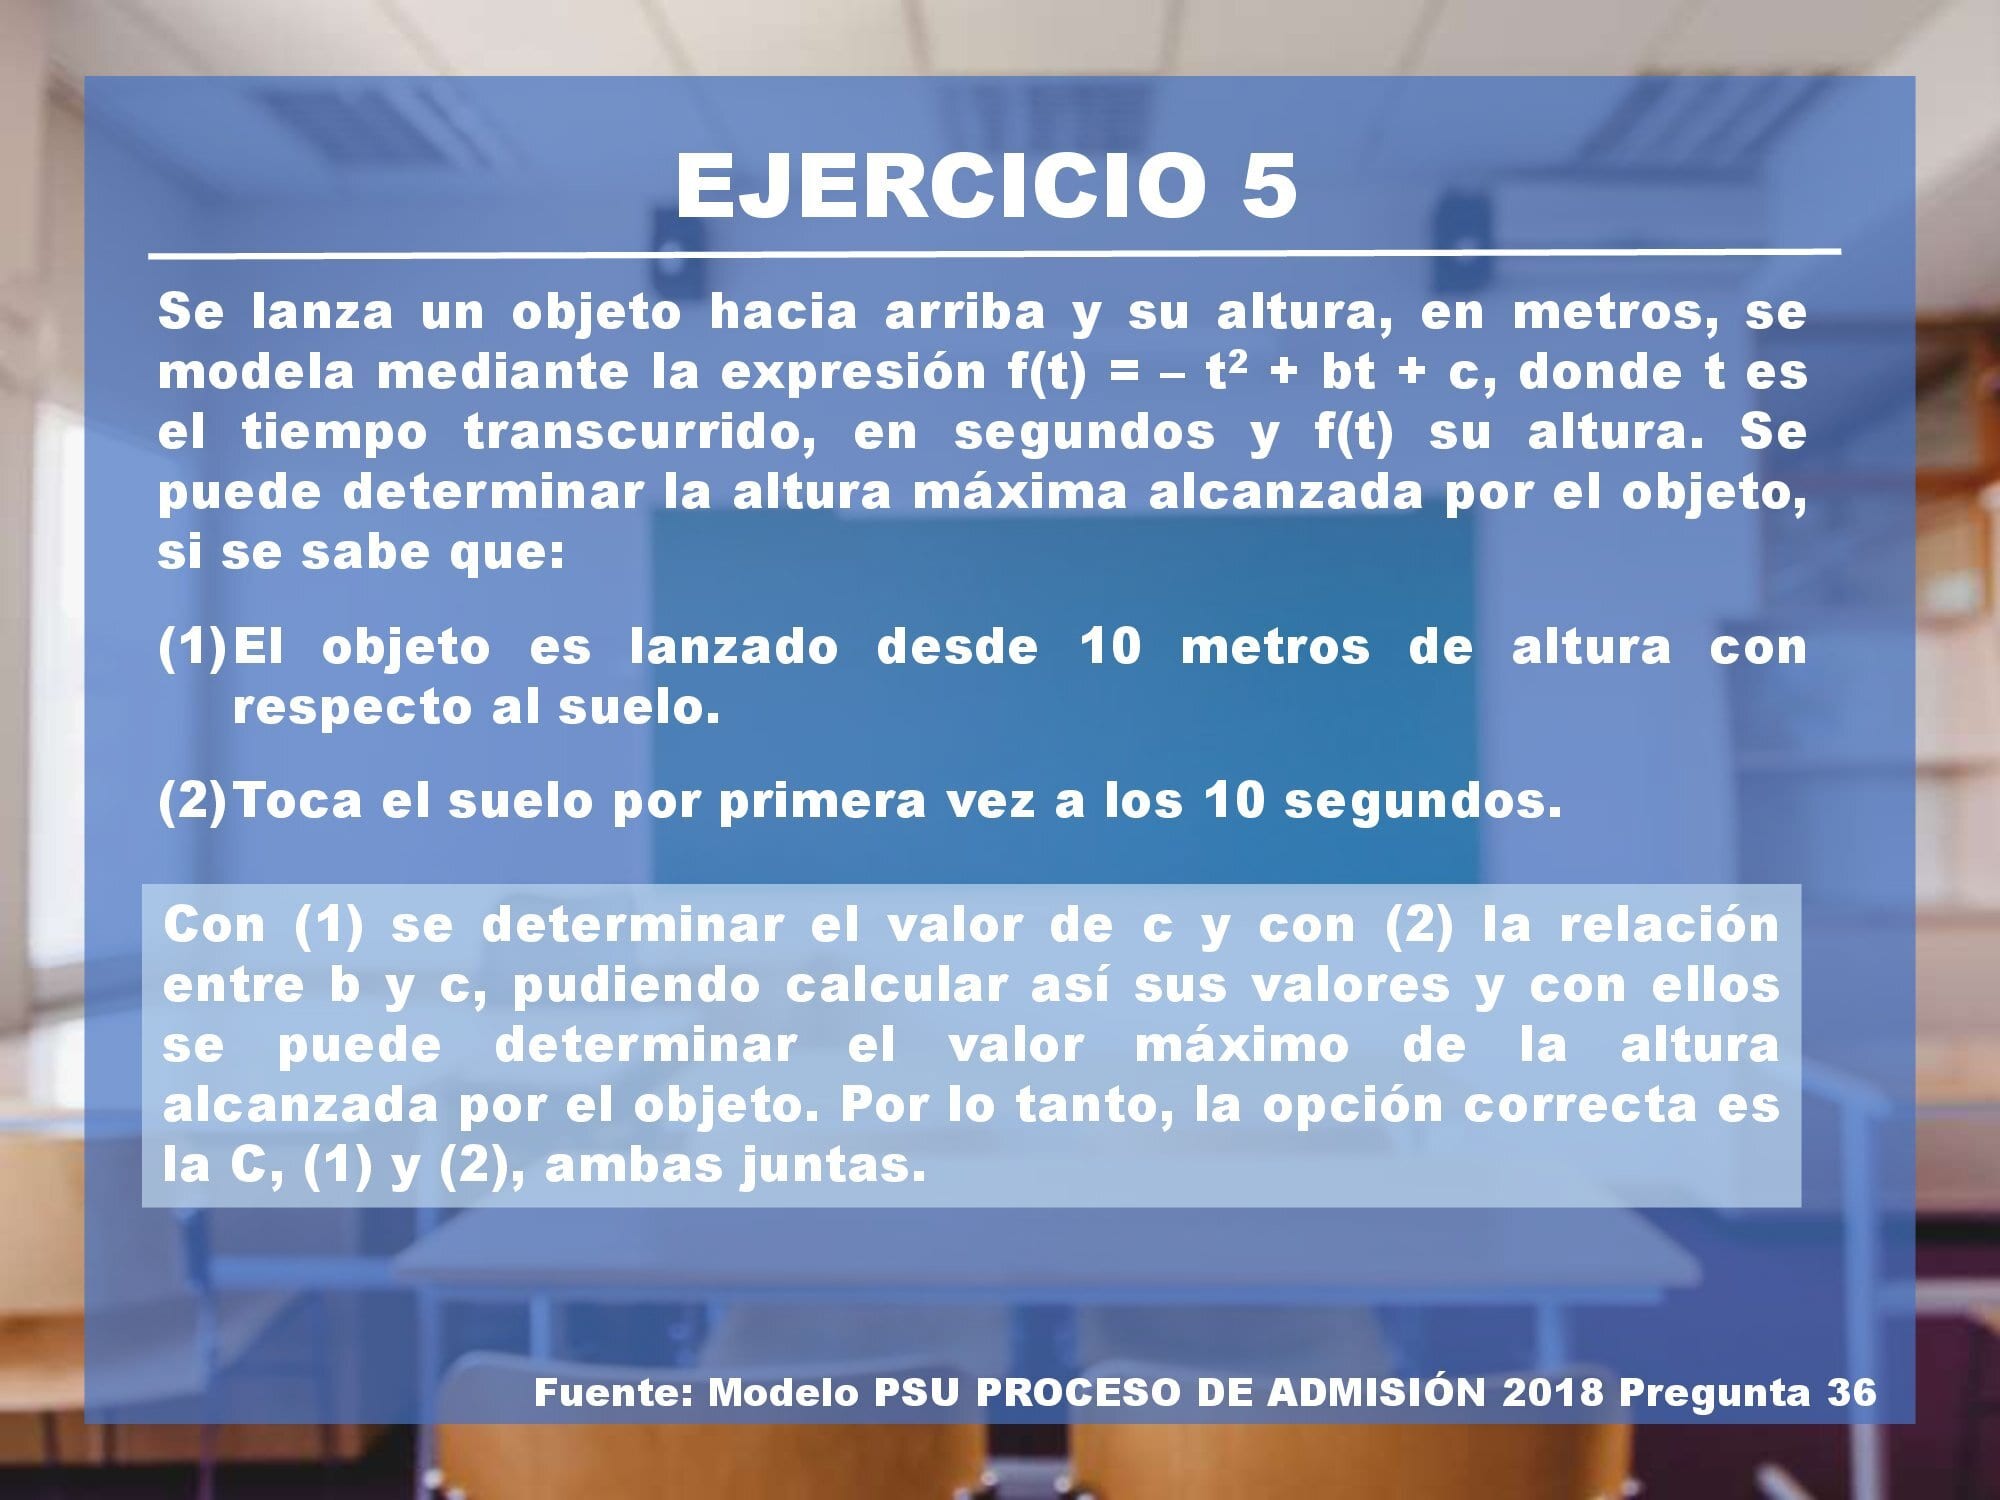 EJERCICIO 5
Se lanza un objeto hacia arriba y su altura, en metros, se
modela mediante la expresión f(t) = – t² + bt + c, donde t es
el tiempo transcurrido, en segundos y f(t) su altura. Se
puede determinar la altura máxima alcanzada por el objeto,
si se sabe que:
(1) El objeto es lanzado desde 10 metros de altura con
respecto al suelo.
(2) Toca el suelo por primera vez a los 10 segundos.
Con (1) se determinar el valor de c y con (2) la relación
entre b y c, pudiendo calcular así sus valores y con ellos
se puede determinar el valor máximo de la altura
alcanzada por el objeto. Por lo tanto, la opción correcta es
la C, (1) y (2), ambas juntas.
Fuente: Modelo PSU PROCESO DE ADMISIÓN 2018 Pregunta 36